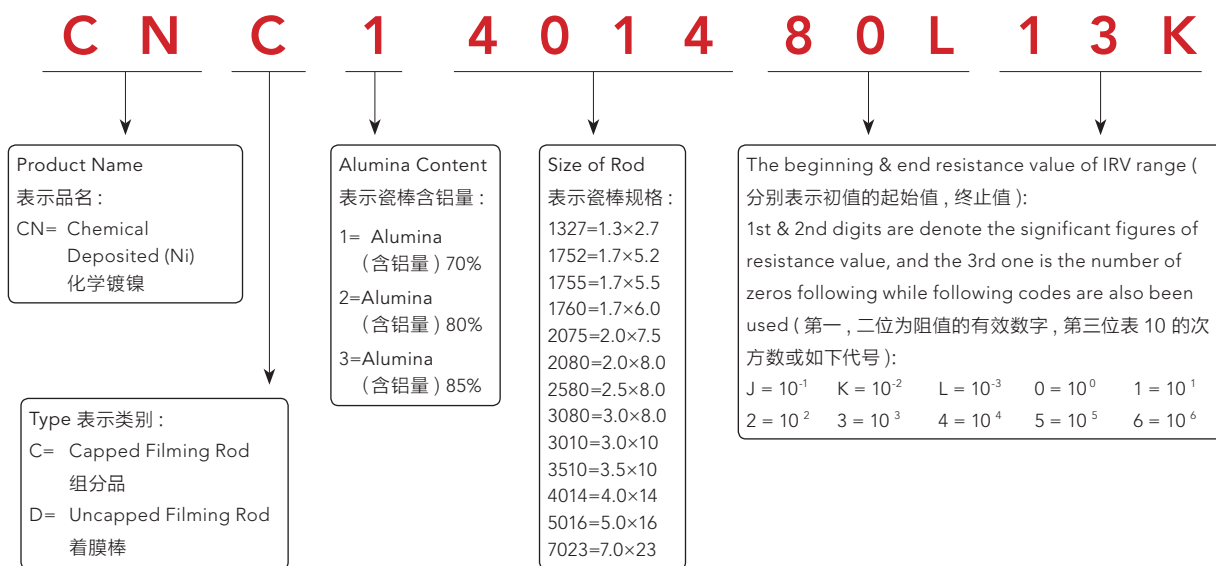 C N C 1 4 0 1 4 8 0 L 1 3 K
Product Name
表示品名 :
CN= Chemical
Deposited (Ni)
化学镀镍
Type 表示类别 :
C= Capped Filming Rod
组分品
D= Uncapped Filming Rod
着膜棒
Alumina Content
表示瓷棒含铝量 :
1= Alumina
( 含铝量 ) 70%
2=Alumina
( 含铝量 ) 80%
3=Alumina
( 含铝量 ) 85%
Size of Rod
表示瓷棒规格 :
1327=1.3×2.7
1752=1.7×5.2
1755=1.7×5.5
1760=1.7×6.0
2075=2.0×7.5
2080=2.0×8.0
2580=2.5×8.0
3080=3.0×8.0
3010=3.0×10
3510=3.5×10
4014=4.0×14
5016=5.0×16
7023=7.0×23
The beginning & end resistance value of IRV range (
分别表示初值的起始值 , 终止值 ):
1st & 2nd digits are denote the significant figures of
resistance value, and the 3rd one is the number of
zeros following while following codes are also been
used ( 第一 , 二位为阻值的有效数字 , 第三位表 10 的次
方数或如下代号 ):
J = 10⁻¹ K = 10⁻² L = 10⁻³ 0 = 10⁰ 1 = 10¹
2 = 10² 3 = 10³ 4 = 10⁴ 5 = 10⁵ 6 = 10⁶